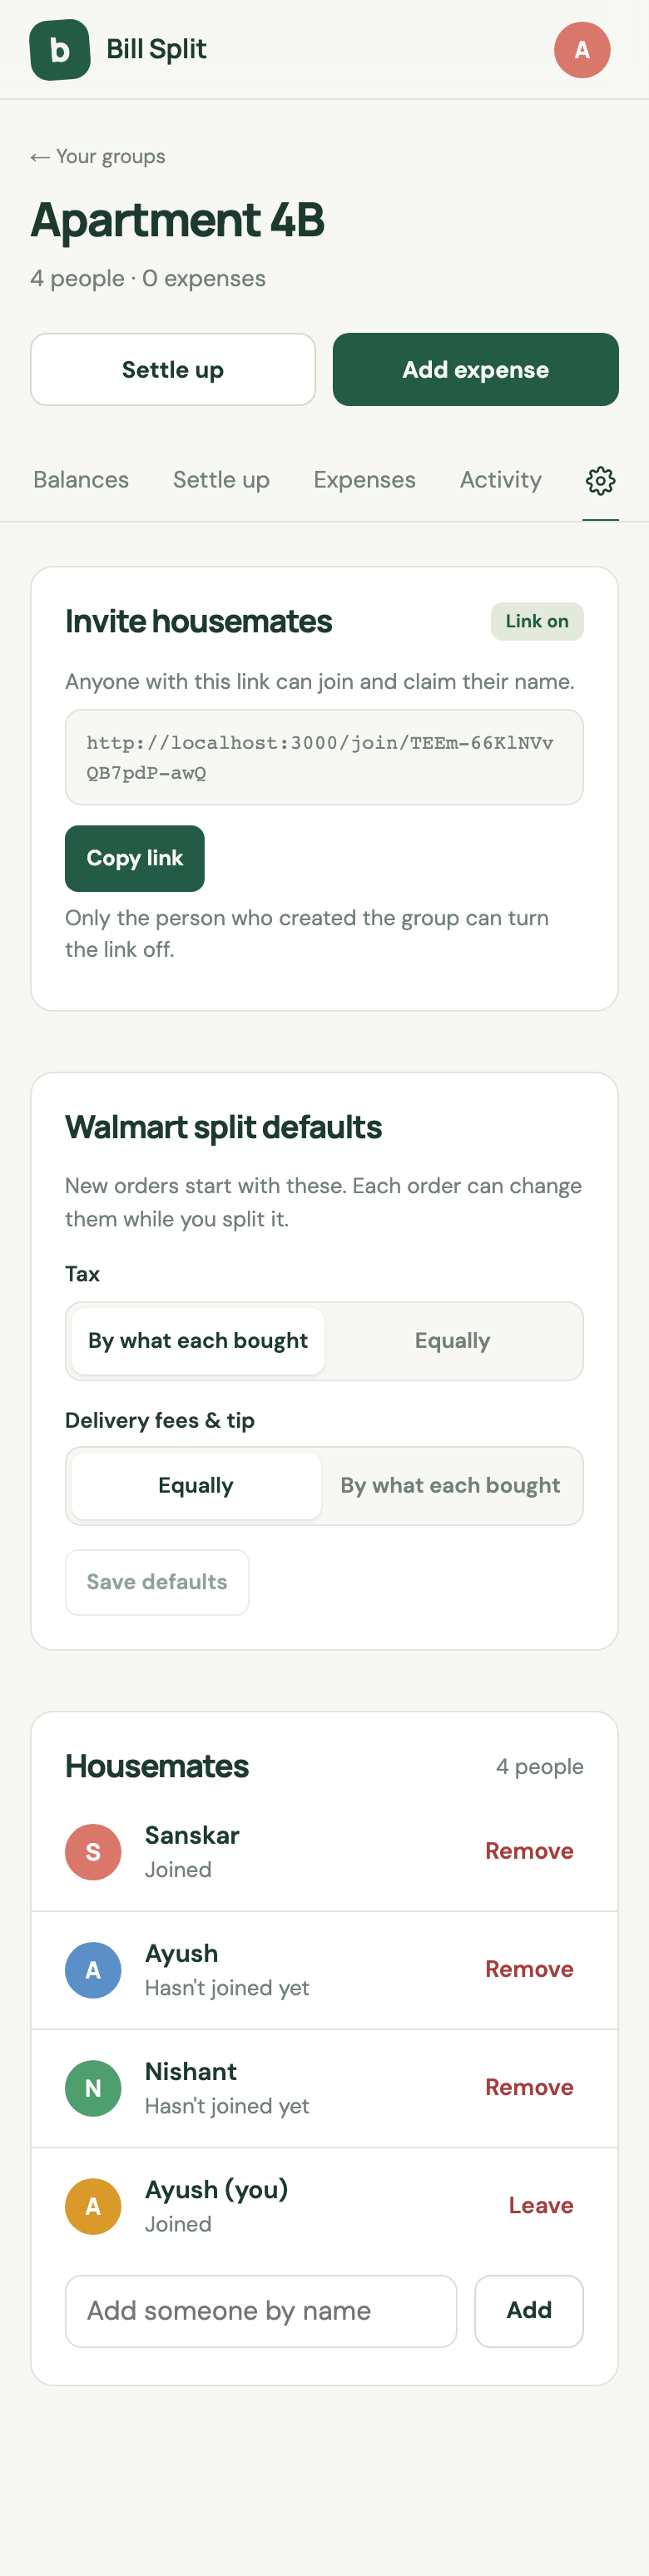 b Bill Split A
← Your groups
Apartment 4B
4 people · 0 expenses
Settle up Add expense
Balances Settle up Expenses Activity
Invite housemates Link on
Anyone with this link can join and claim their name.
http://localhost:3000/join/TEEm-66KlNVv
QB7pdP-awQ
Copy link
Only the person who created the group can turn
the link off.
Walmart split defaults
New orders start with these. Each order can change
them while you split it.
Tax
By what each bought Equally
Delivery fees & tip
Equally By what each bought
Save defaults
Housemates 4 people
S Sanskar Remove
Joined
A Ayush Remove
Hasn't joined yet
N Nishant Remove
Hasn't joined yet
A Ayush (you) Leave
Joined
Add someone by name Add